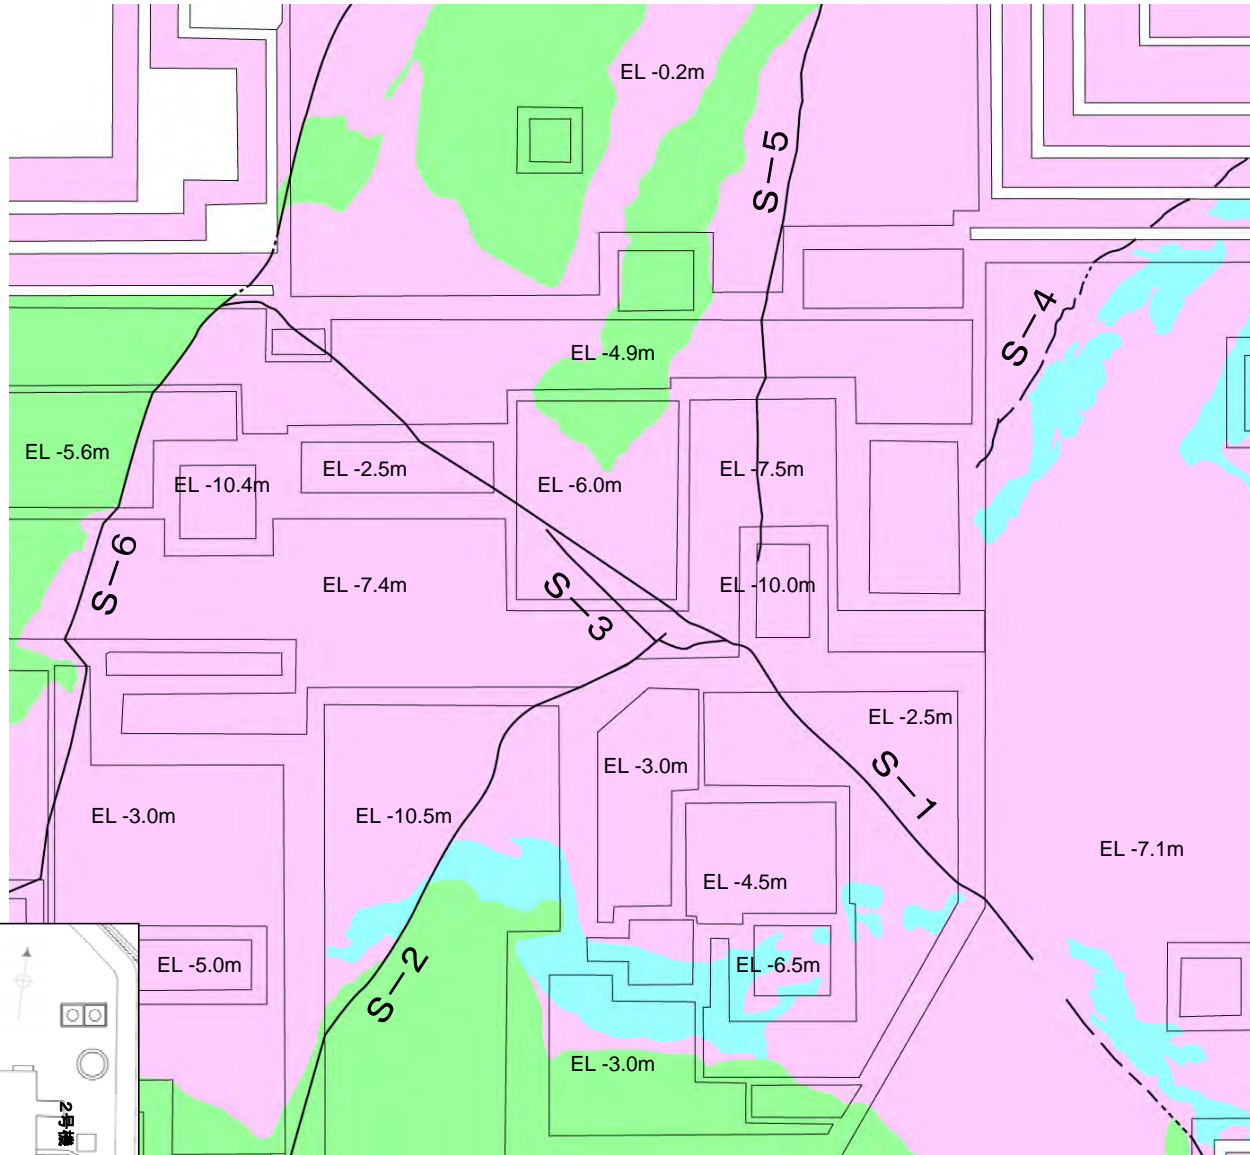 EL -0.2m
S-5
S-4
EL -4.9m
EL -5.6m
EL -10.4m
EL -2.5m
EL -6.0m
EL -7.5m
S-6
EL -7.4m
S-3
EL -10.0m
EL -2.5m
EL -3.0m
S-1
EL -3.0m
EL -10.5m
EL -7.1m
EL -4.5m
EL -5.0m
S-2
EL -6.5m
EL -3.0m
2号機